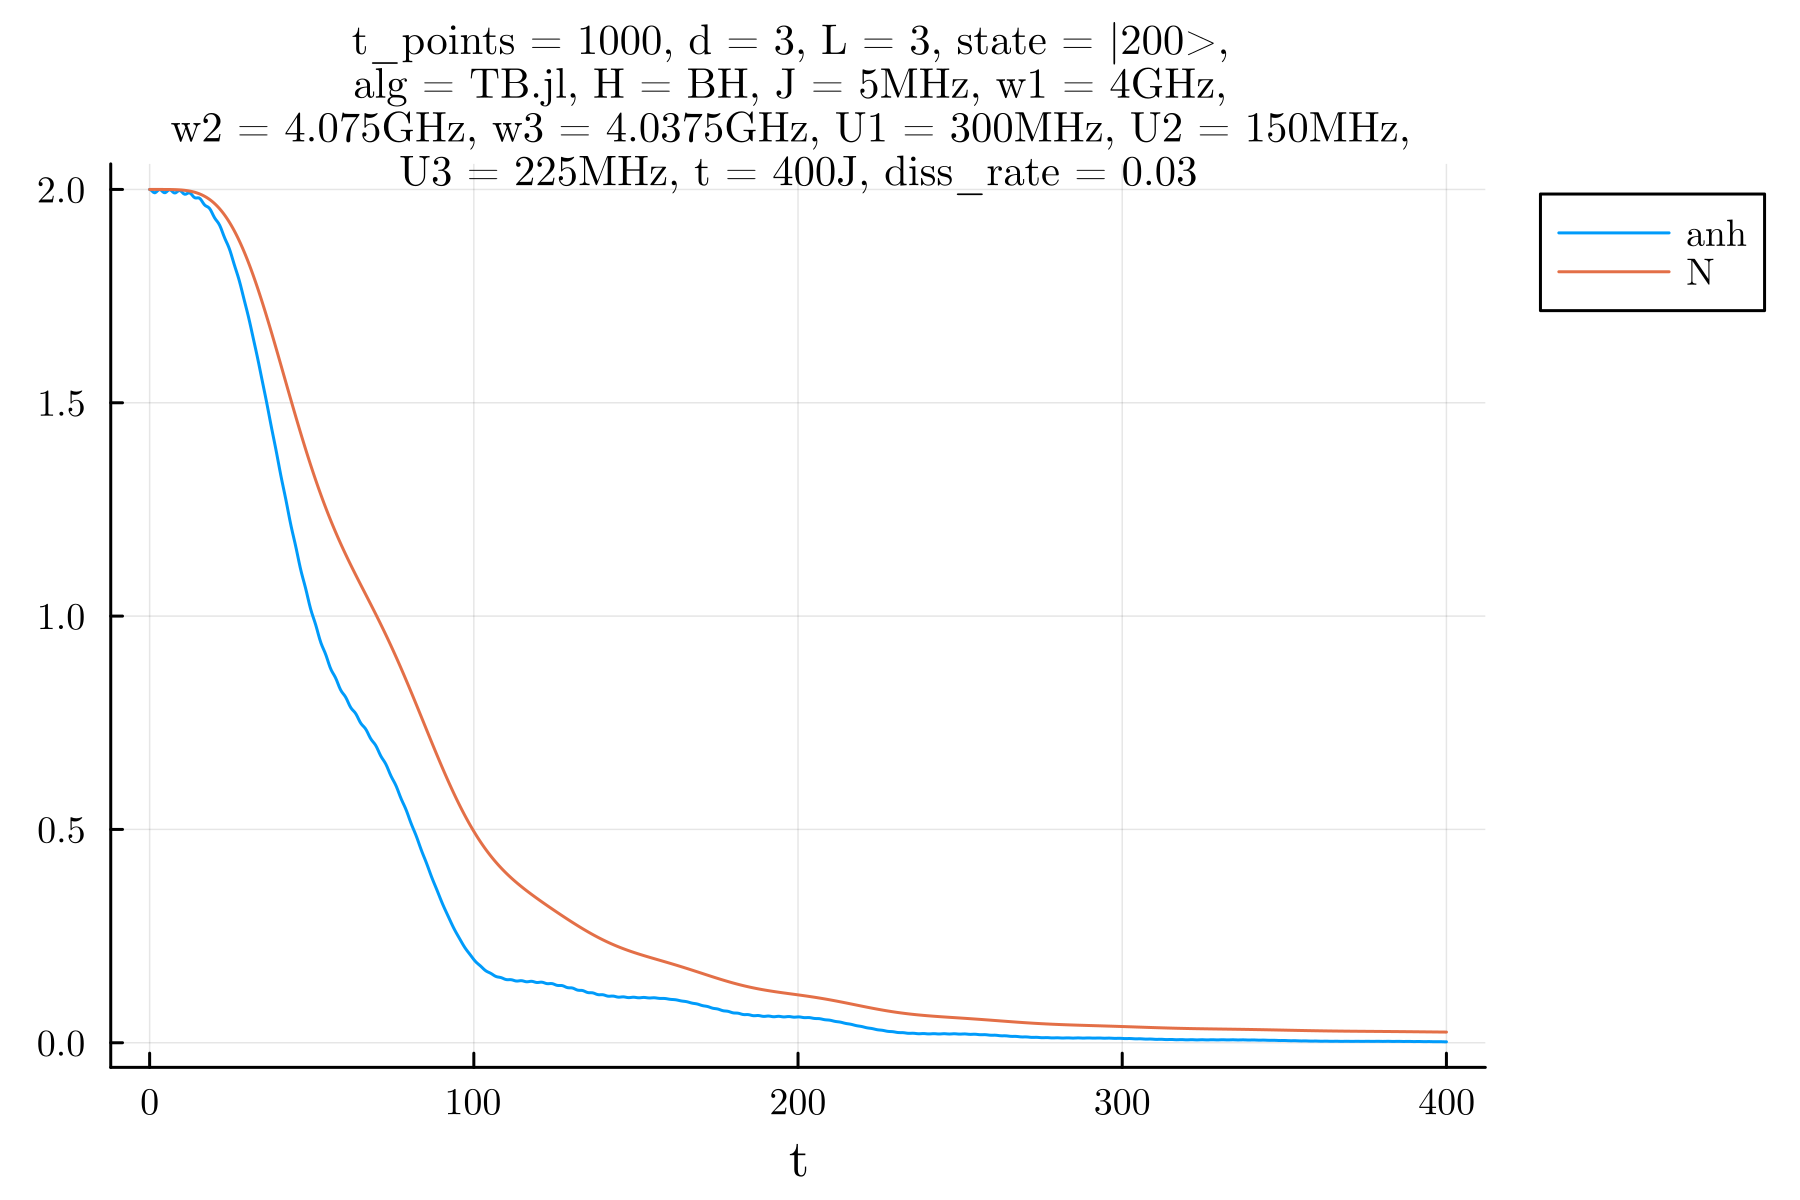 t_points = 1000, d = 3, L = 3, state = |200>,
alg = TB.jl, H = BH, J = 5MHz, w1 = 4GHz,
w2 = 4.075GHz, w3 = 4.0375GHz, U1 = 300MHz, U2 = 150MHz,
U3 = 225MHz, t = 400J, diss_rate = 0.03
2.0
1.5
1.0
0.5
0.0
0 100 200 300 400
t
anh
N